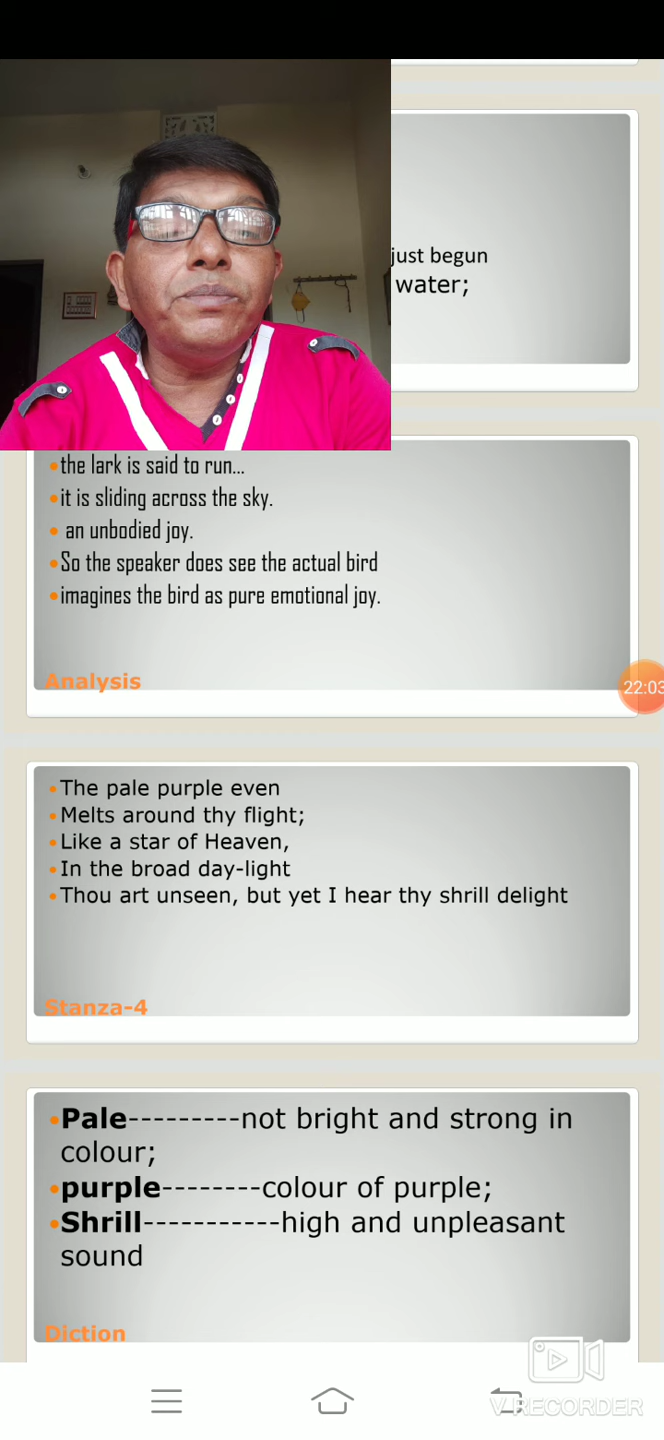 just begun
water;
•the lark is said to run...
•it is sliding across the sky.
• an unbodied joy.
•So the speaker does see the actual bird
•imagines the bird as pure emotional joy.
Analysis
22:03
•The pale purple even
•Melts around thy flight;
•Like a star of Heaven,
•In the broad day-light
•Thou art unseen, but yet I hear thy shrill delight
Stanza-4
•Pale---------not bright and strong in
colour;
•purple--------colour of purple;
•Shrill-----------high and unpleasant
sound
Diction
V RECORDER